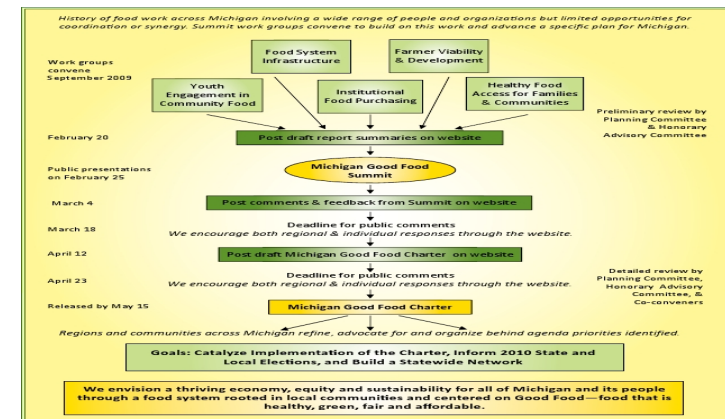 History of food work across Michigan involving a wide range of people and organizations but limited opportunities for
coordination or synergy. Summit work groups convene to build on this work and advance a specific plan for Michigan.
Work groups
convene
September 2009
Food System
Infrastructure
Farmer Viability
& Development
Youth
Engagement in
Community Food
Institutional
Food Purchasing
Healthy Food
Access for Families
& Communities
Preliminary review by
Planning Committee
& Honorary
Advisory Committee
February 20
Post draft report summaries on website
Public presentations
on February 25
Michigan Good Food
Summit
March 4
Post comments & feedback from Summit on website
March 18
Deadline for public comments
We encourage both regional & individual responses through the website.
April 12
Post draft Michigan Good Food Charter on website
April 23
Deadline for public comments
We encourage both regional & individual responses through the website.
Detailed review by
Planning Committee,
Honorary Advisory
Committee, &
Co-conveners
Released by May 15
Michigan Good Food Charter
Regions and communities across Michigan refine, advocate for and organize behind agenda priorities identified.
Goals: Catalyze Implementation of the Charter, Inform 2010 State and
Local Elections, and Build a Statewide Network
We envision a thriving economy, equity and sustainability for all of Michigan and its people
through a food system rooted in local communities and centered on Good Food—food that is
healthy, green, fair and affordable.